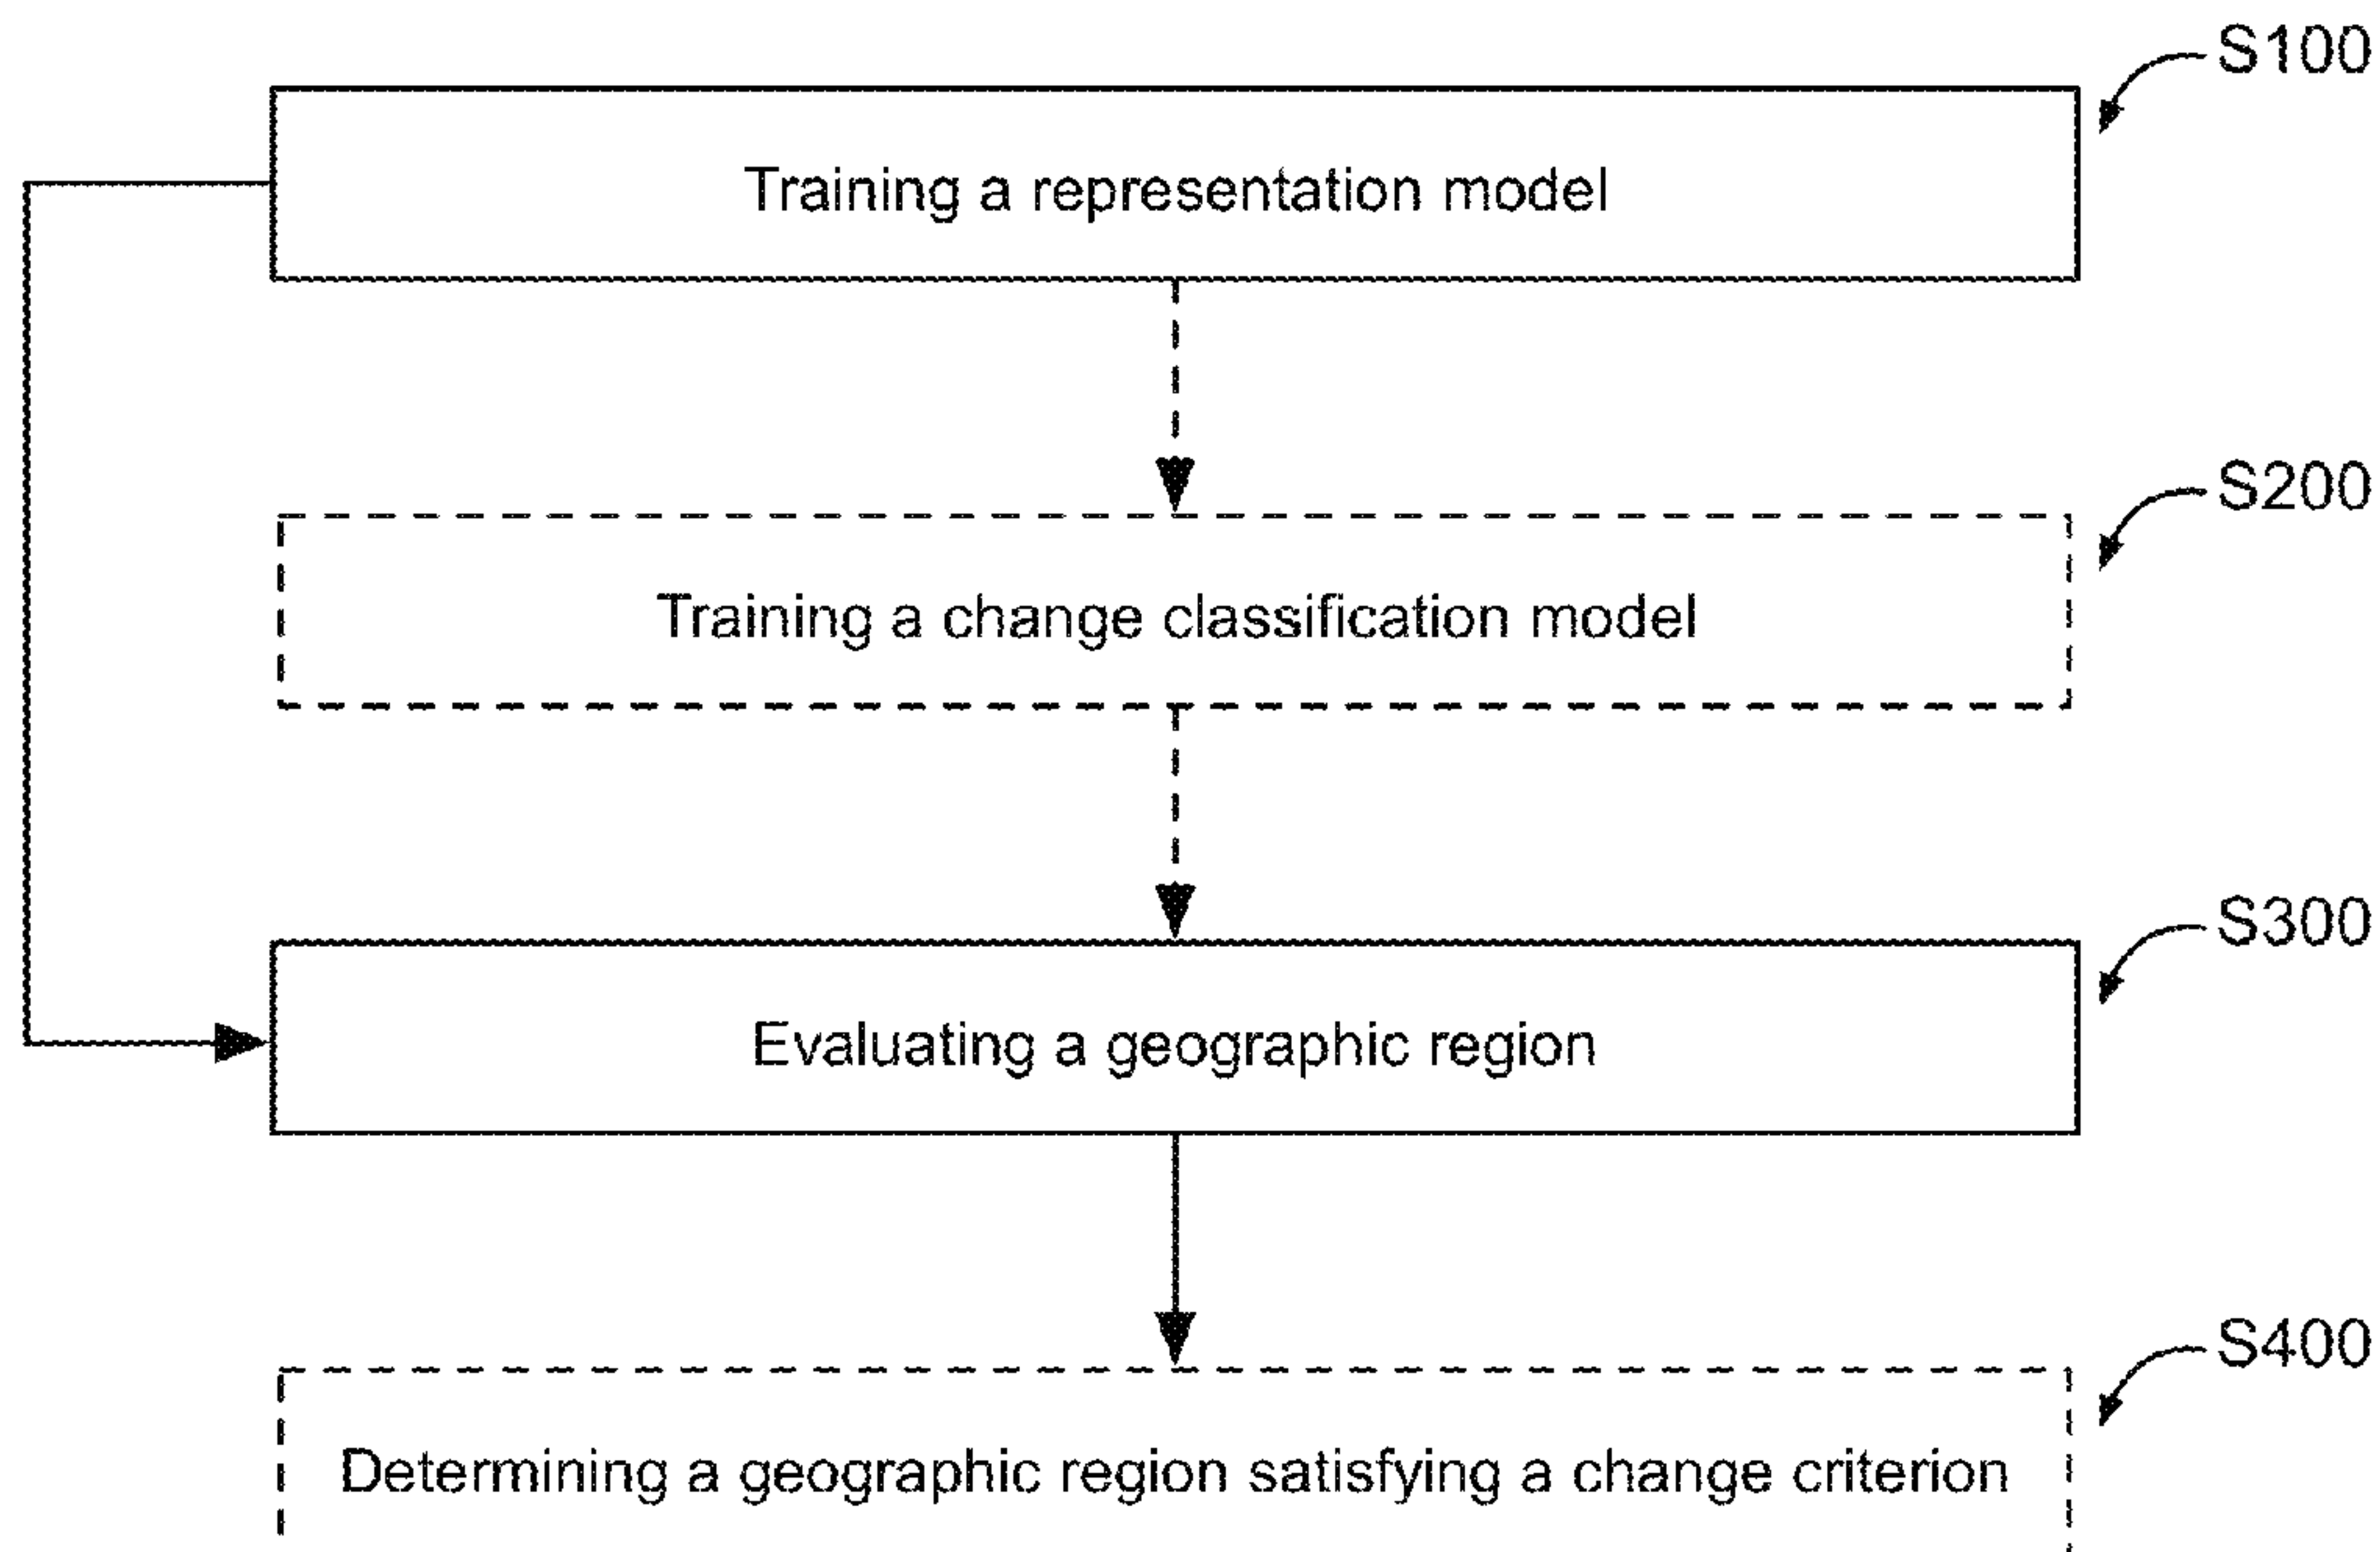 S100
Training a representation model
S200
Training a change classification model
S300
Evaluating a geographic region
S400
Determining a geographic region satisfying a change criterion